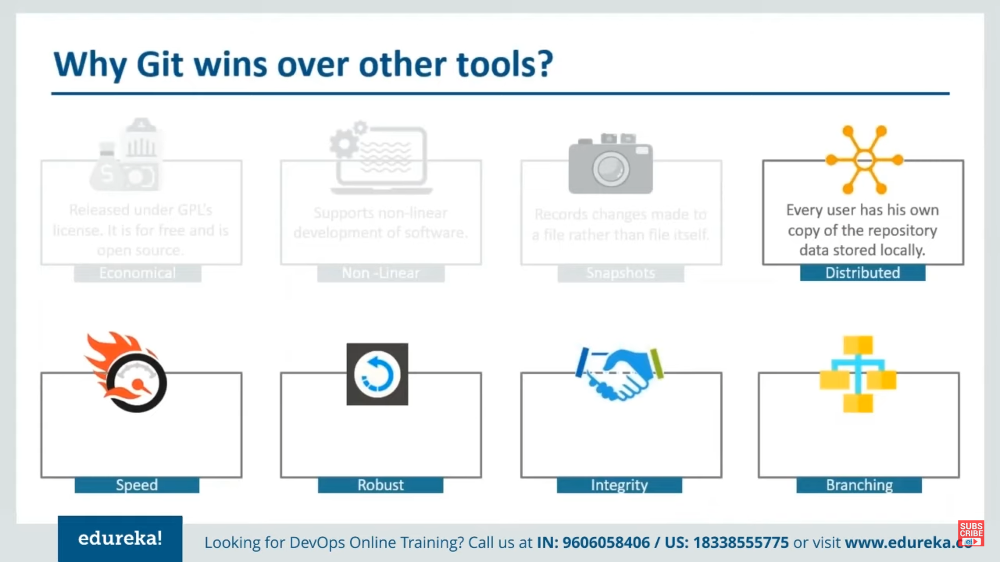 Why Git wins over other tools?
Released under GPL's
license. It is for free and is
open source.
Economical
Supports non-linear
development of software.
Non -Linear
Records changes made to
a file rather than file itself.
Snapshots
Every user has his own
copy of the repository
data stored locally.
Distributed
Speed
Robust
Integrity
Branching
edureka!
Looking for DevOps Online Training? Call us at IN: 9606058406 / US: 18338555775 or visit www.edureka.co
SUBS
CRIBE
e!